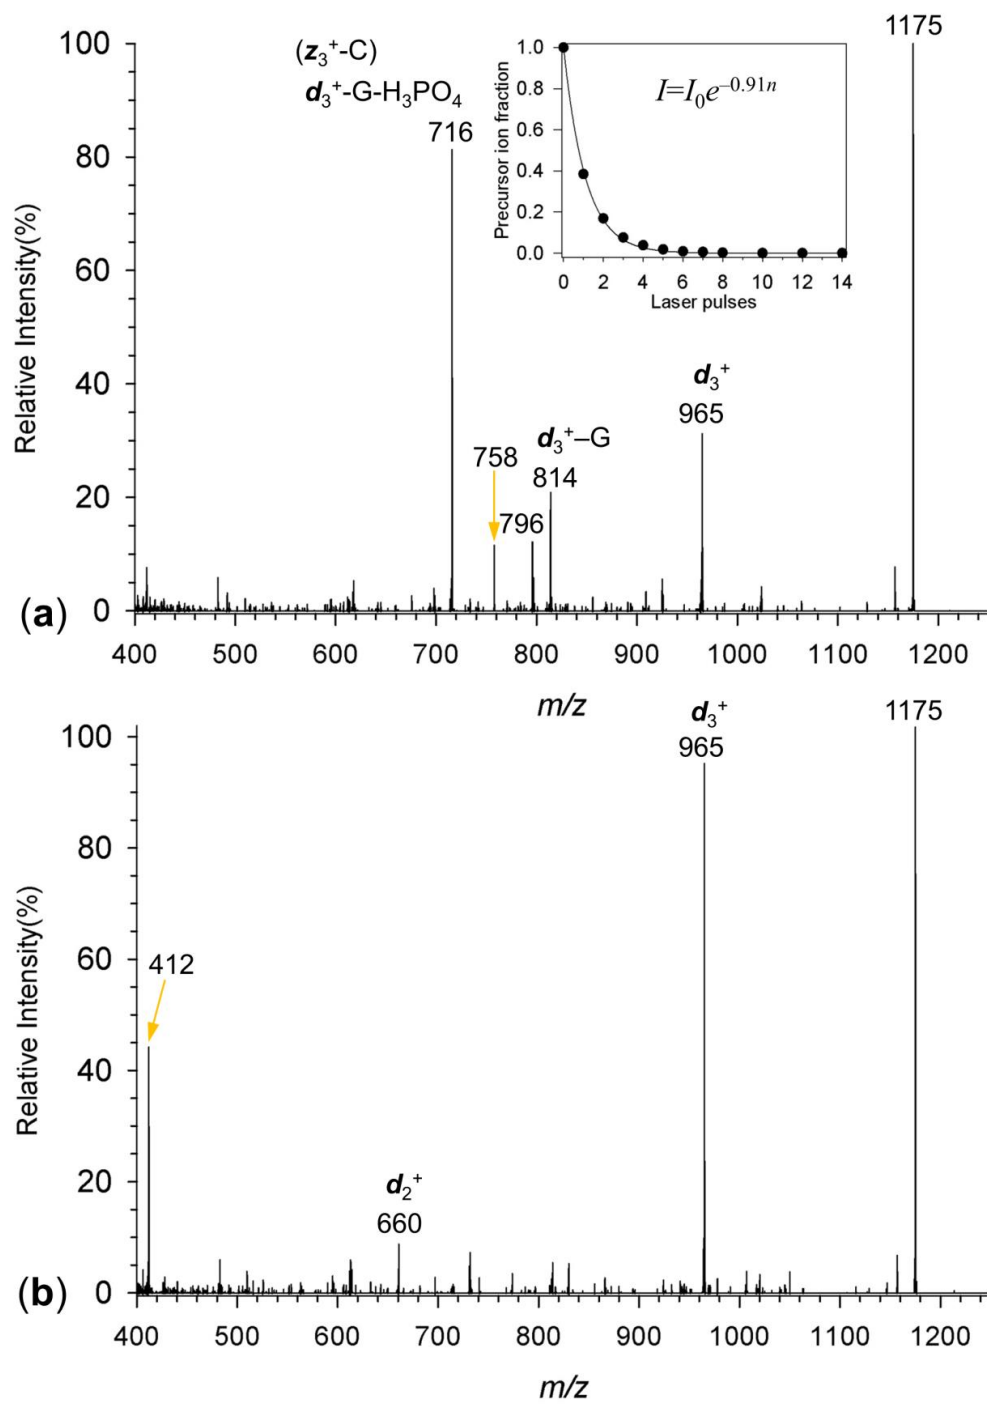 1175
(z₃⁺-C)
d₃⁺-G-H₃PO₄
716
I=I₀e⁻⁰·⁹¹ⁿ
Precursor ion fraction
1.0
0.8
0.6
0.4
0.2
0.0
0 2 4 6 8 10 12 14
Laser pulses
Relative Intensity(%)
100
80
60
40
20
0
d₃⁺
965
d₃⁺–G
814
758
796
(a)
400 500 600 700 800 900 1000 1100 1200
m/z
d₃⁺
965
1175
Relative Intensity(%)
100
80
60
40
20
0
412
d₂⁺
660
(b)
400 500 600 700 800 900 1000 1100 1200
m/z